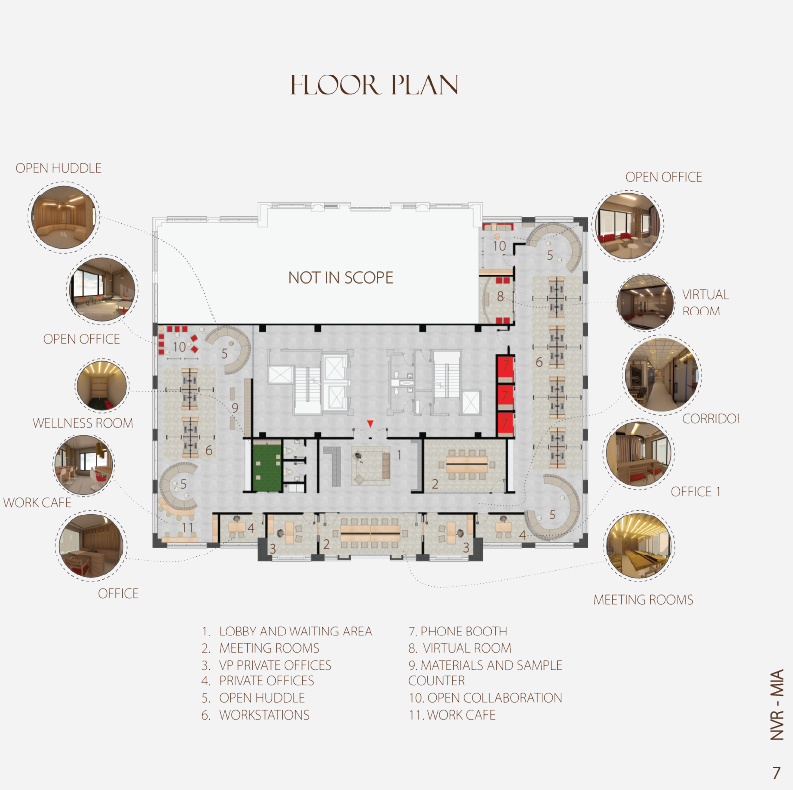 FLOOR PLAN
OPEN HUDDLE
OPEN OFFICE
NOT IN SCOPE
10
5
8
VIRTUAL
ROOM
OPEN OFFICE
10
5
6
WELLNESS ROOM
9
CORRIDOI
6
1
2
WORK CAFE
5
OFFICE 1
5
11
4
3
2
3
4
OFFICE
MEETING ROOMS
1. LOBBY AND WAITING AREA
2. MEETING ROOMS
3. VP PRIVATE OFFICES
4. PRIVATE OFFICES
5. OPEN HUDDLE
6. WORKSTATIONS
7. PHONE BOOTH
8. VIRTUAL ROOM
9. MATERIALS AND SAMPLE
COUNTER
10. OPEN COLLABORATION
11. WORK CAFE
NVR - MIA
7